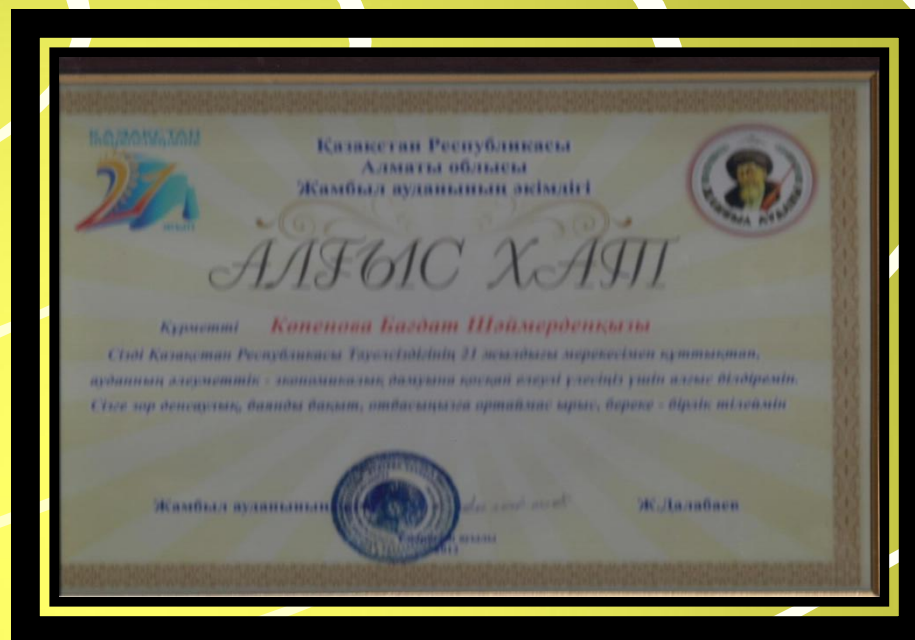 ҚАЗАҚСТАН
21
Қазақстан Республикасы
Алматы облысы
Жамбыл ауданының әкімдігі
АЛҒЫС ХАТ
Құрметті Коненова Бағдат Шәймерденқызы
Сізді Қазақстан Республикасы Тәуелсіздігінің 21 жылдығы мерекесімен құттықтап,
ауданның әлеуметтік - экономикалық дамуына қосқан елеулі үлесіңіз үшін алғыс білдіремін.
Сізге зор денсаулық, баянды бақыт, отбасыңызға ортаймас ырыс, береке - бірлік тілеймін
Жамбыл ауданының Ж.Далабаев